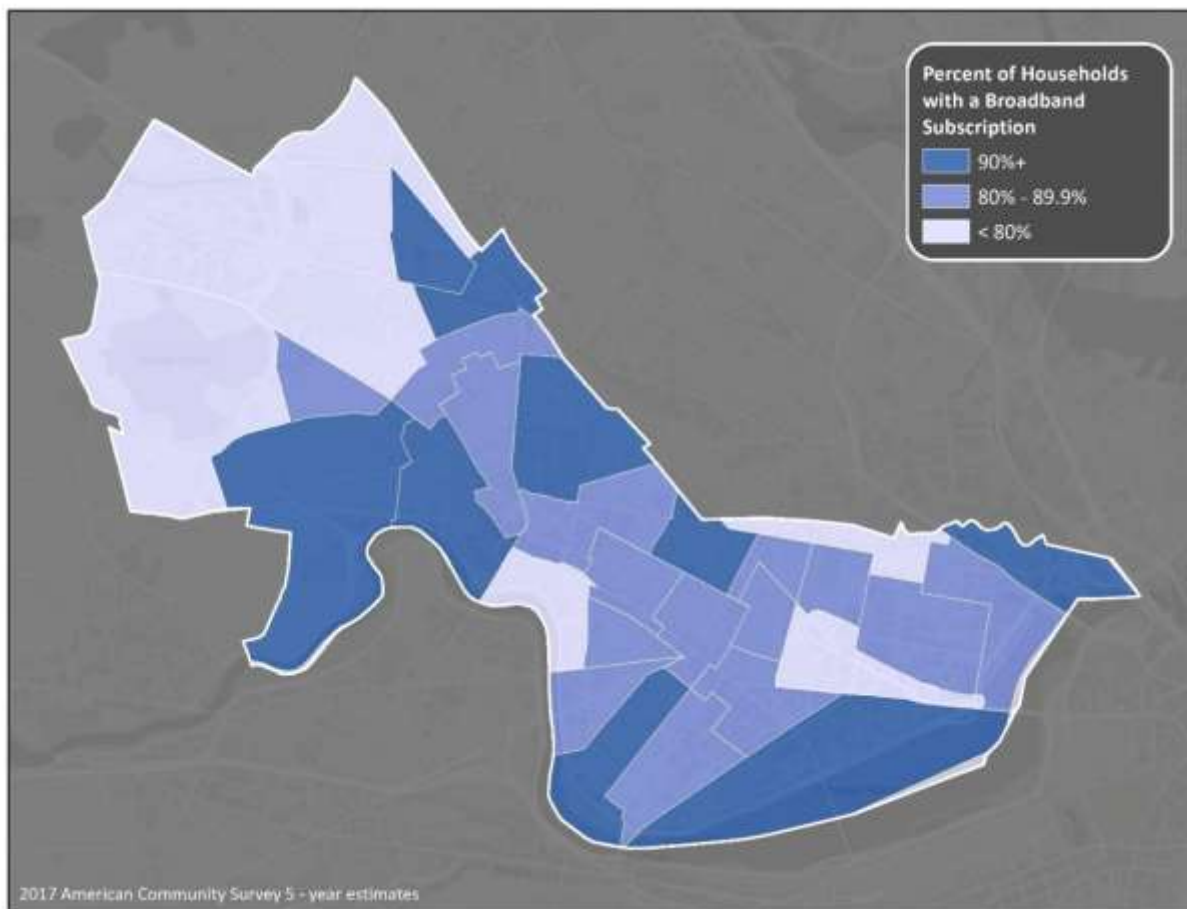 Percent of Households
with a Broadband
Subscription
90%+
80% - 89.9%
< 80%
2017 American Community Survey 5 - year estimates